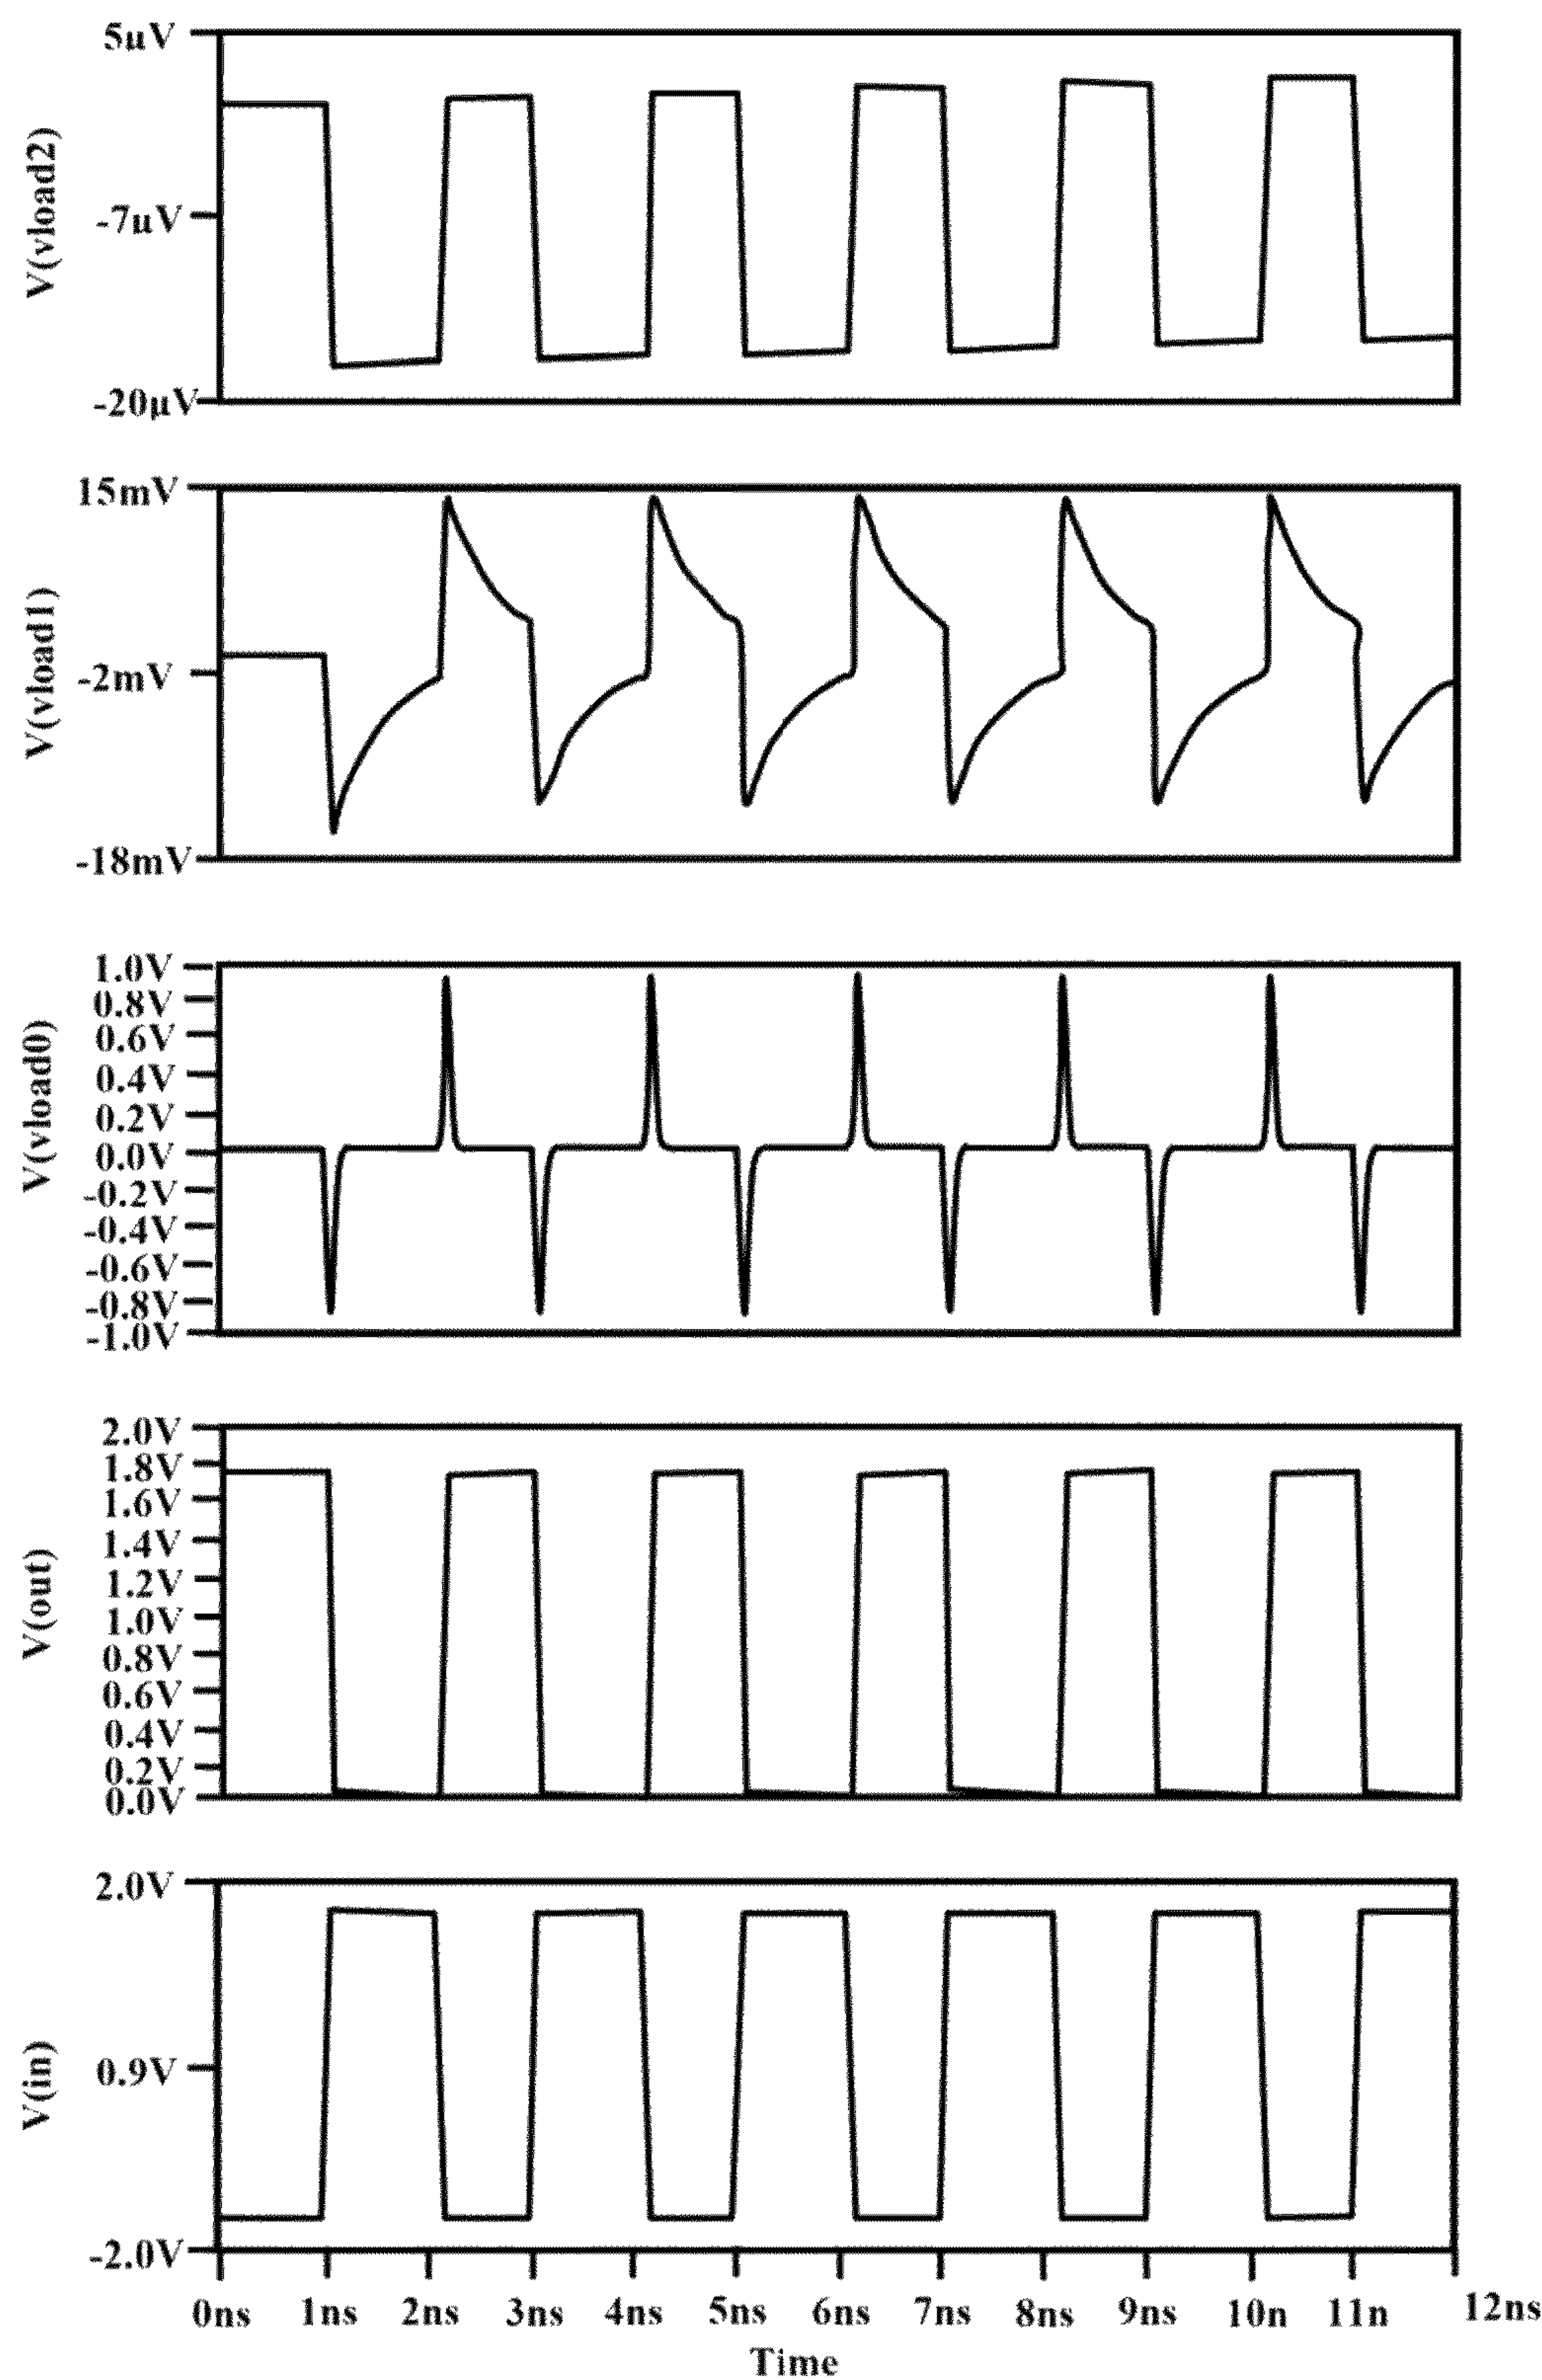 5µV
V(vload2)
-7µV
-20µV
15mV
V(vload1)
-2mV
-18mV
1.0V
0.8V
0.6V
0.4V
V(vload0)
0.2V
0.0V
-0.2V
-0.4V
-0.6V
-0.8V
-1.0V
2.0V
1.8V
1.6V
1.4V
V(out)
1.2V
1.0V
0.8V
0.6V
0.4V
0.2V
0.0V
2.0V
V(in)
0.9V
-2.0V
0ns 1ns 2ns 3ns 4ns 5ns 6ns 7ns 8ns 9ns 10n 11n 12ns
Time